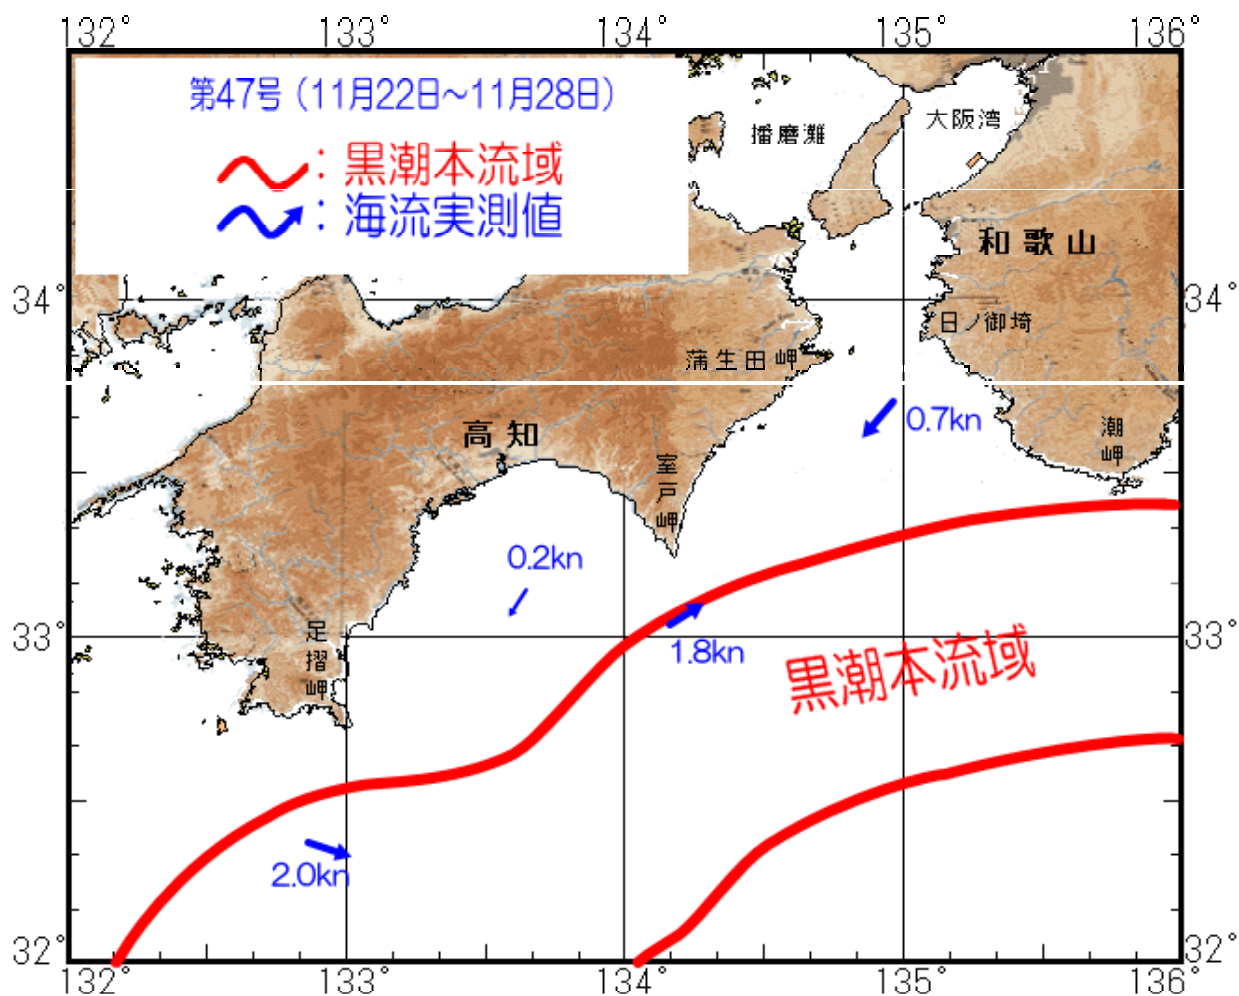 132° 133° 134° 135° 136°
第47号（11月22日～11月28日）
：黒潮本流域
：海流実測値
播磨灘
大阪湾
和歌山
34° 34°
日ノ御埼
蒲生田岬
0.7kn
潮岬
高知
室戸岬
0.2kn
33° 33°
足摺岬
1.8kn
黒潮本流域
2.0kn
32° 32°
132° 133° 134° 135° 136°